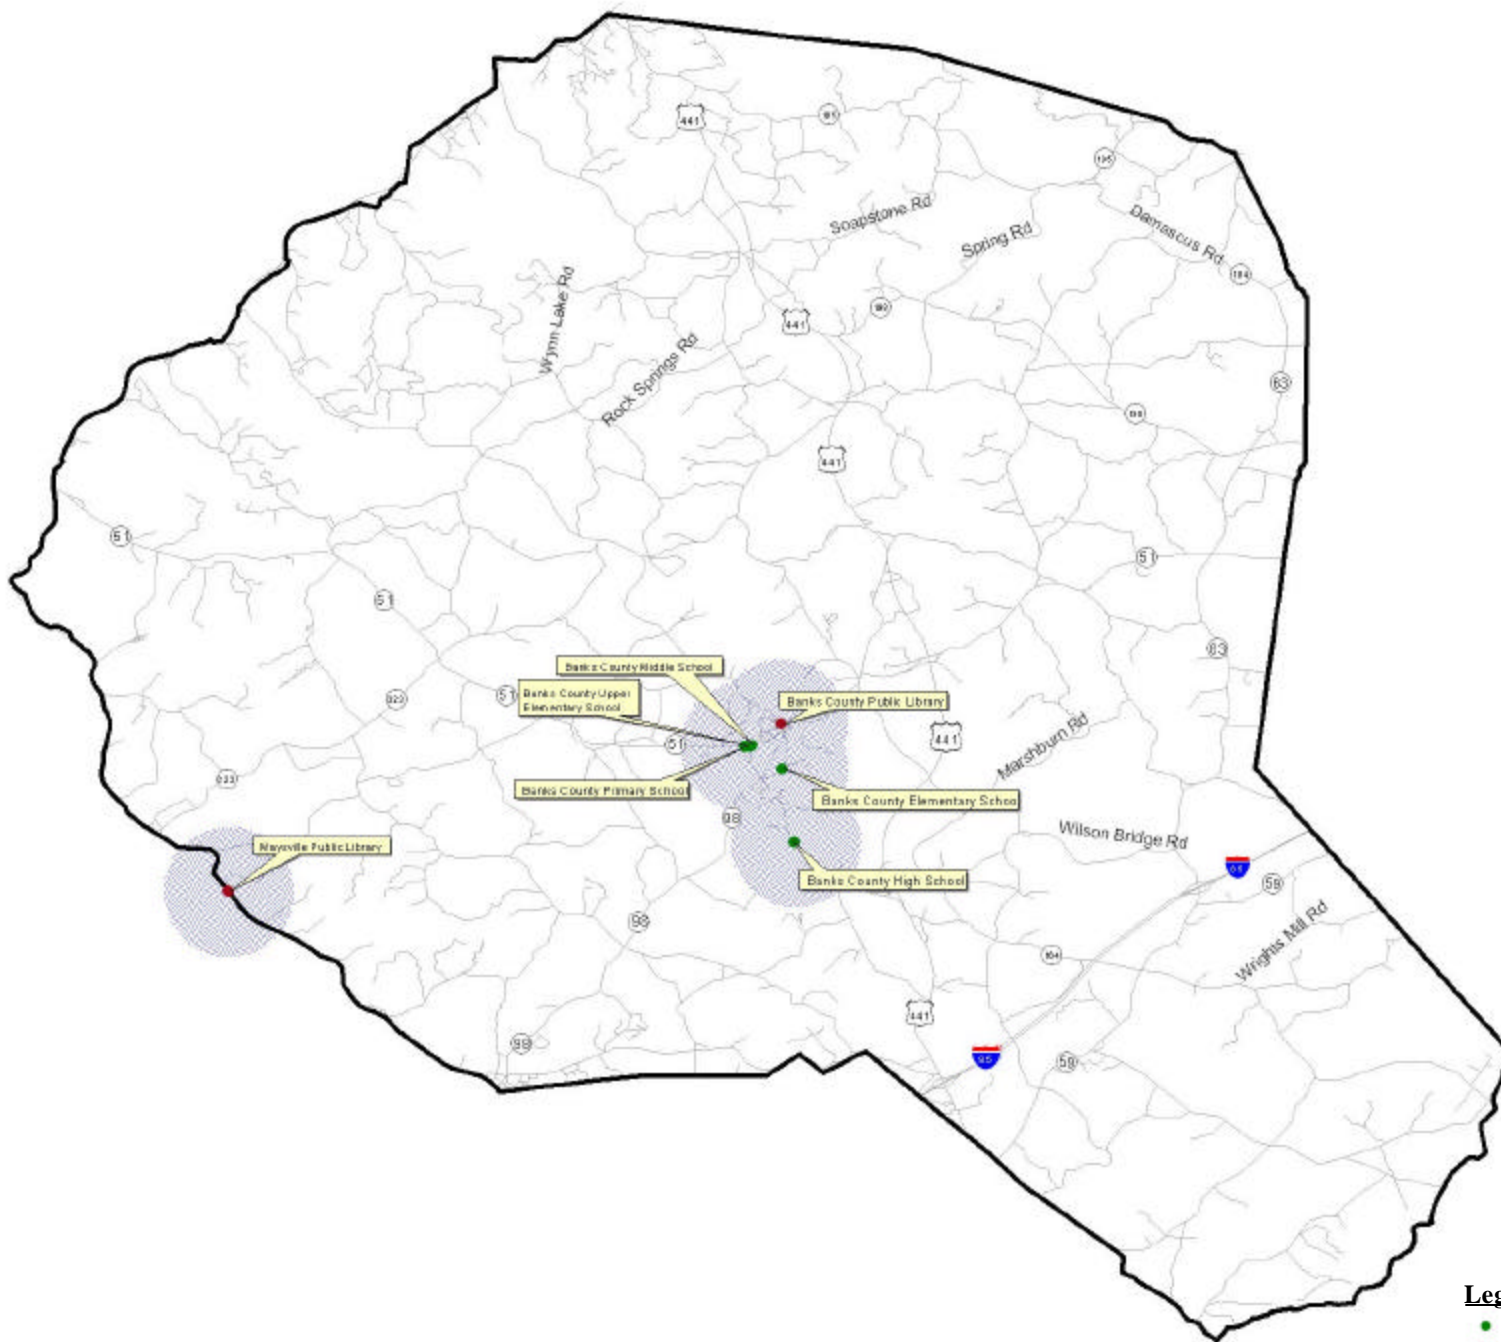 441
Soapstone Rd
Spring Rd
Damascus Rd
Wynn Lake Rd
441
Rock Springs Rd
63
441
51
51
51
Banks County Middle School
Banks County Upper
Elementary School
51
Banks County Public Library
51
441
Marshburn Rd
63
323
Banks County Primary School
Banks County Elementary School
98
Wilson Bridge Rd
Maysville Public Library
Banks County High School
59
98
Wrights Mill Rd
441
98
59
Leg